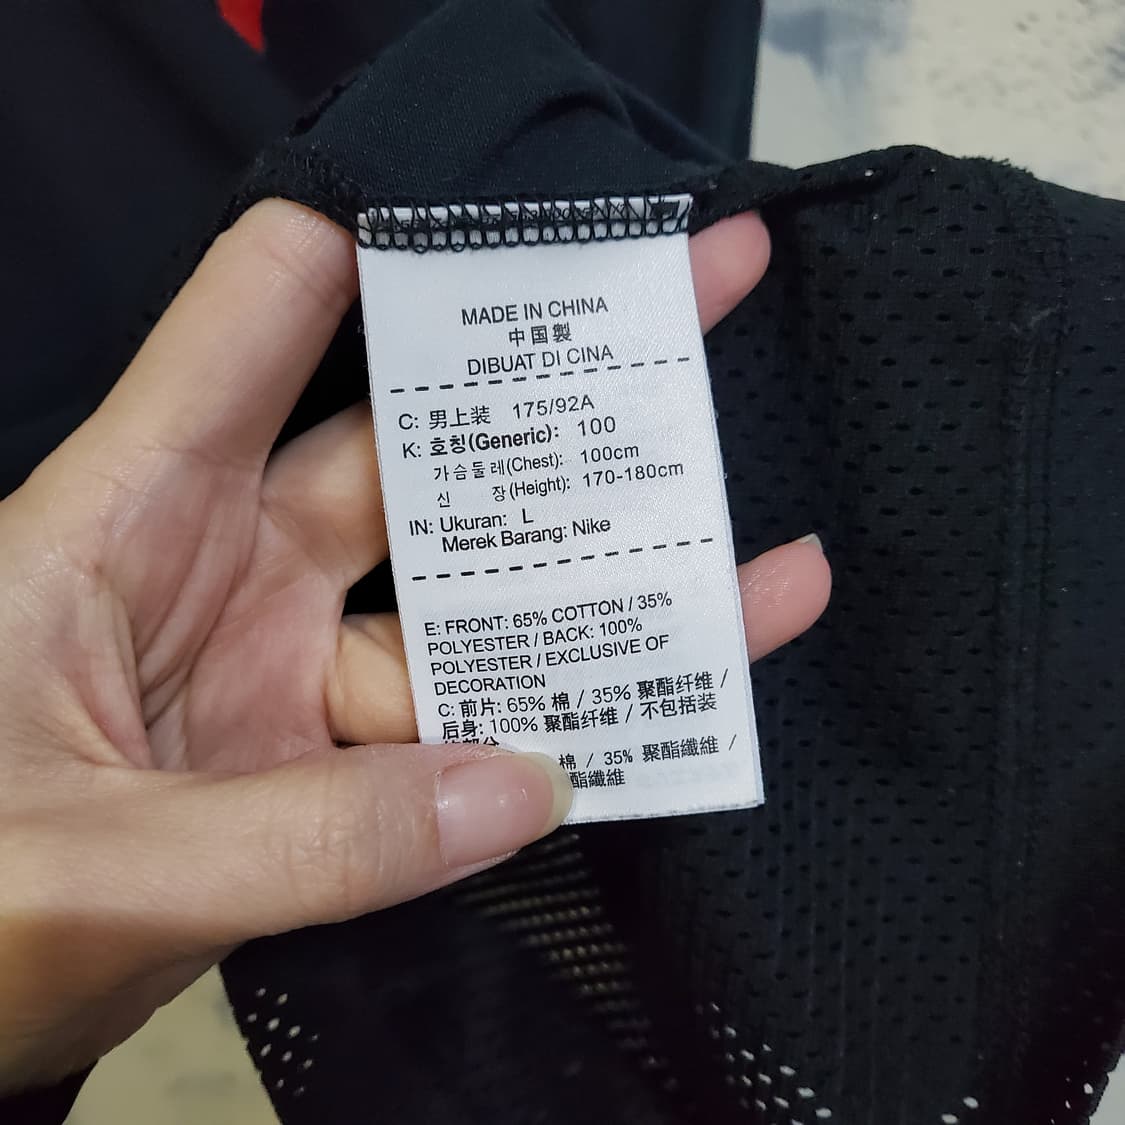 MADE IN CHINA
中国製
DIBUAT DI CINA
C: 男上装 175/92A
K: 호칭(Generic): 100
가슴둘레(Chest): 100cm
신 장(Height): 170-180cm
IN: Ukuran: L
Merek Barang: Nike
E: FRONT: 65% COTTON / 35%
POLYESTER / BACK: 100%
POLYESTER / EXCLUSIVE OF
DECORATION
C: 前片: 65% 棉 / 35% 聚酯纤维 /
后身: 100% 聚酯纤维 / 不包括装
棉 / 35% 聚酯纖維 /
酯纖維